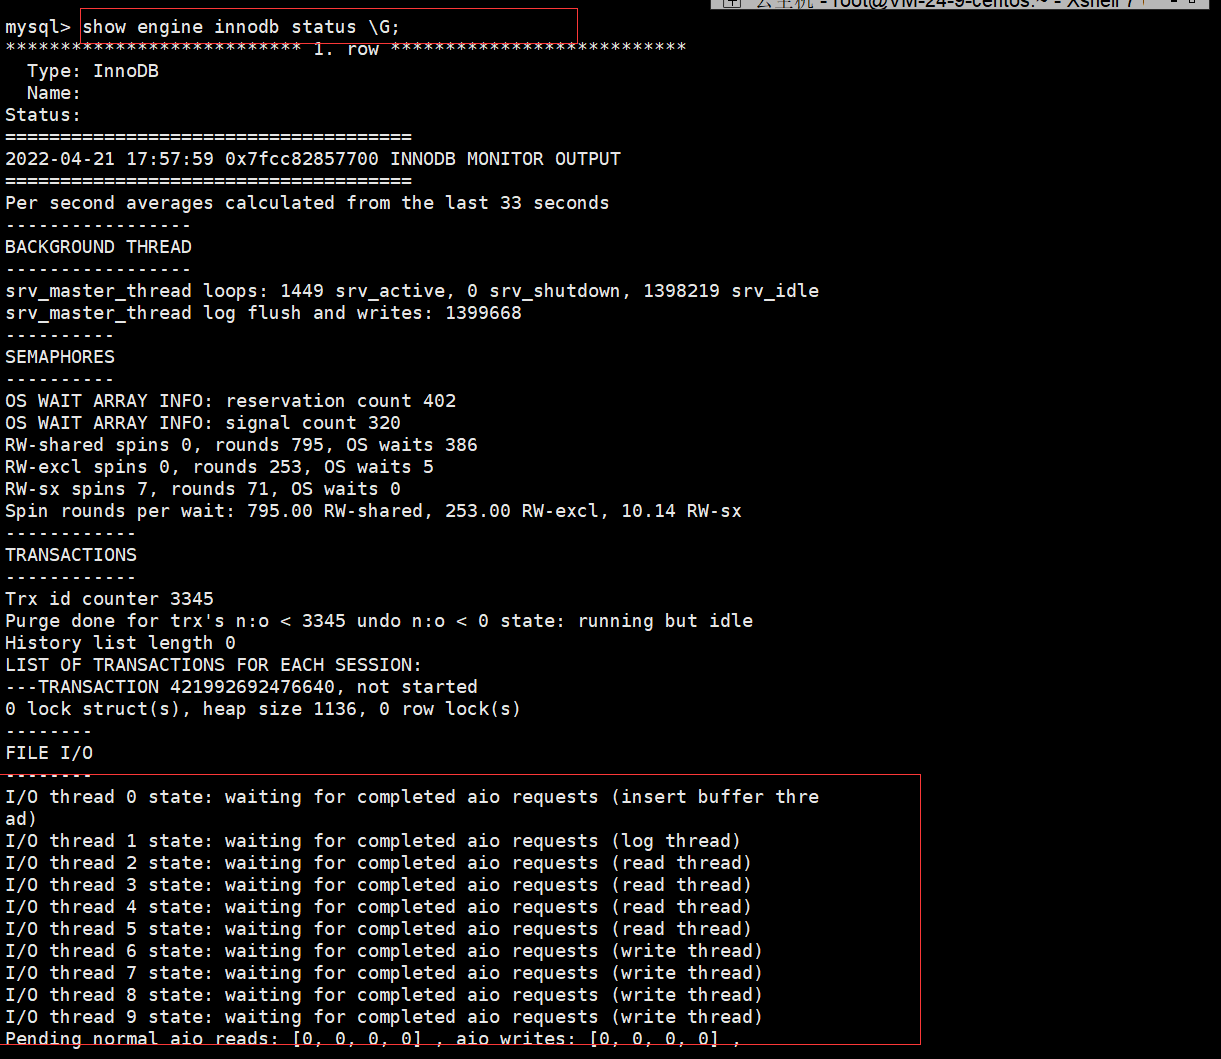 云主机 - root@VM-24-9-centos:~ - Xshell 7
mysql> show engine innodb status \G;
*************************** 1. row ***************************
  Type: InnoDB
  Name:
Status:
=====================================
2022-04-21 17:57:59 0x7fcc82857700 INNODB MONITOR OUTPUT
=====================================
Per second averages calculated from the last 33 seconds
-----------------
BACKGROUND THREAD
-----------------
srv_master_thread loops: 1449 srv_active, 0 srv_shutdown, 1398219 srv_idle
srv_master_thread log flush and writes: 1399668
----------
SEMAPHORES
----------
OS WAIT ARRAY INFO: reservation count 402
OS WAIT ARRAY INFO: signal count 320
RW-shared spins 0, rounds 795, OS waits 386
RW-excl spins 0, rounds 253, OS waits 5
RW-sx spins 7, rounds 71, OS waits 0
Spin rounds per wait: 795.00 RW-shared, 253.00 RW-excl, 10.14 RW-sx
------------
TRANSACTIONS
------------
Trx id counter 3345
Purge done for trx's n:o < 3345 undo n:o < 0 state: running but idle
History list length 0
LIST OF TRANSACTIONS FOR EACH SESSION:
---TRANSACTION 421992692476640, not started
0 lock struct(s), heap size 1136, 0 row lock(s)
--------
FILE I/O
--------
I/O thread 0 state: waiting for completed aio requests (insert buffer thre
ad)
I/O thread 1 state: waiting for completed aio requests (log thread)
I/O thread 2 state: waiting for completed aio requests (read thread)
I/O thread 3 state: waiting for completed aio requests (read thread)
I/O thread 4 state: waiting for completed aio requests (read thread)
I/O thread 5 state: waiting for completed aio requests (read thread)
I/O thread 6 state: waiting for completed aio requests (write thread)
I/O thread 7 state: waiting for completed aio requests (write thread)
I/O thread 8 state: waiting for completed aio requests (write thread)
I/O thread 9 state: waiting for completed aio requests (write thread)
Pending normal aio reads: [0, 0, 0, 0] , aio writes: [0, 0, 0, 0] ,